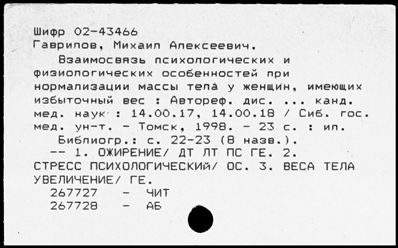 Шифр 02-43466
Гаврилов, Михаил Алексеевич.
Взаимосвязь психологических и
физиологических особенностей при
нормализации массы тела у женщин, имеющих
избыточный вес : Автореф. дис. ... канд.
мед. наук : 14.00.17, 14.00.18 / Сиб. гос.
мед. ун-т. - Томск, 1998. - 23 с. : ил.
Библиогр.: с. 22-23 (8 назв.).
-- 1. ОЖИРЕНИЕ/ ДТ ЛТ ПС ГЕ. 2.
СТРЕСС ПСИХОЛОГИЧЕСКИЙ/ ОС. 3. ВЕСА ТЕЛА
УВЕЛИЧЕНИЕ/ ГЕ.
267727 - ЧИТ
267728 - АБ